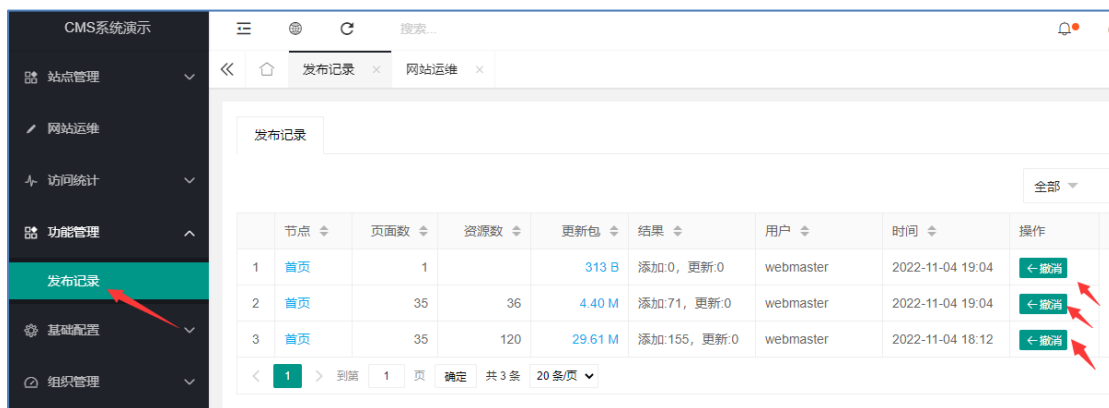 CMS系统演示
搜索...
站点管理
发布记录 × 网站运维 ×
网站运维
发布记录
访问统计
全部
功能管理
节点 页面数 资源数 更新包 结果 用户 时间 操作
1 首页 1 313 B 添加:0，更新:0 webmaster 2022-11-04 19:04 撤消
发布记录
2 首页 35 36 4.40 M 添加:71，更新:0 webmaster 2022-11-04 19:04 撤消
基础配置
3 首页 35 120 29.61 M 添加:155，更新:0 webmaster 2022-11-04 18:12 撤消
组织管理
< 1 > 到第 1 页 确定 共 3 条 20 条/页